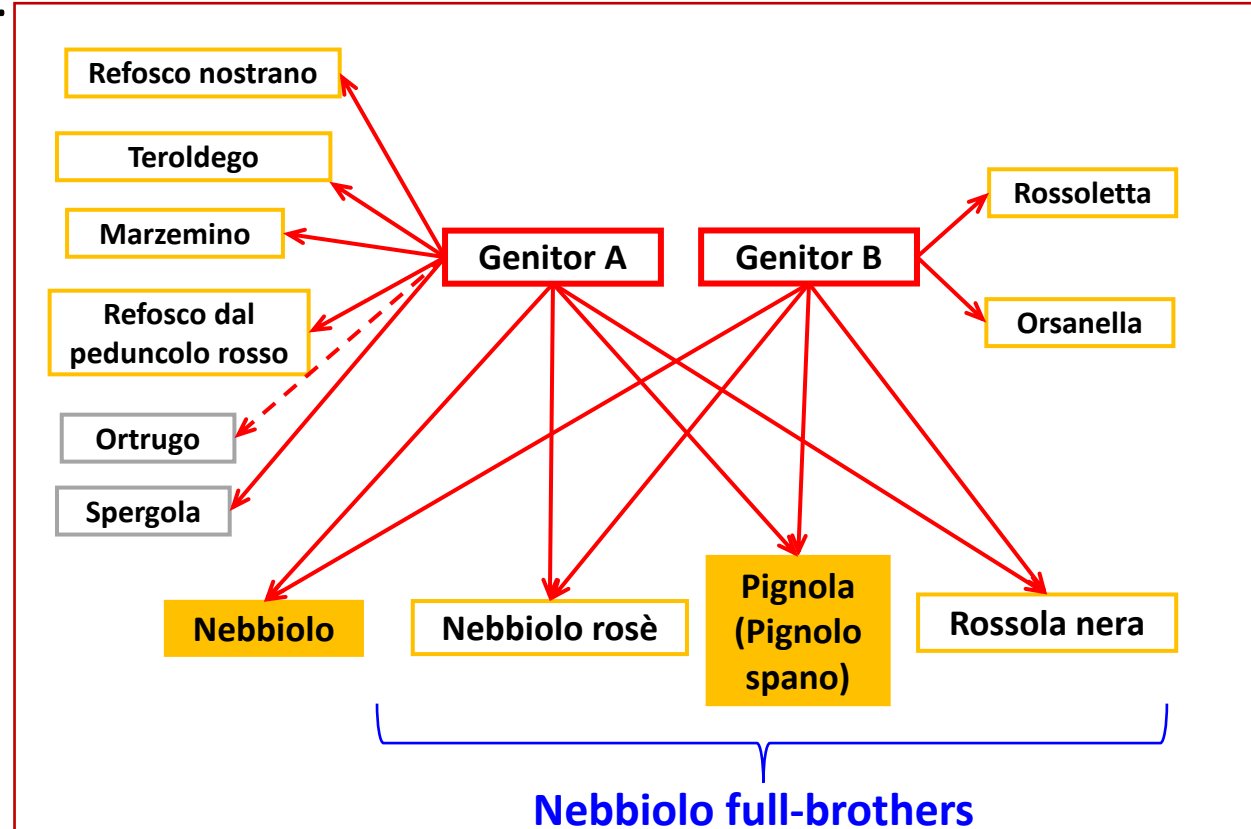 Refosco nostrano
Teroldego
Marzemino
Refosco dal
peduncolo rosso
Ortrugo
Spergola
Genitor A
Genitor B
Rossoletta
Orsanella
Nebbiolo
Nebbiolo rosè
Pignola
(Pignolo
spano)
Rossola nera
Nebbiolo full-brothers